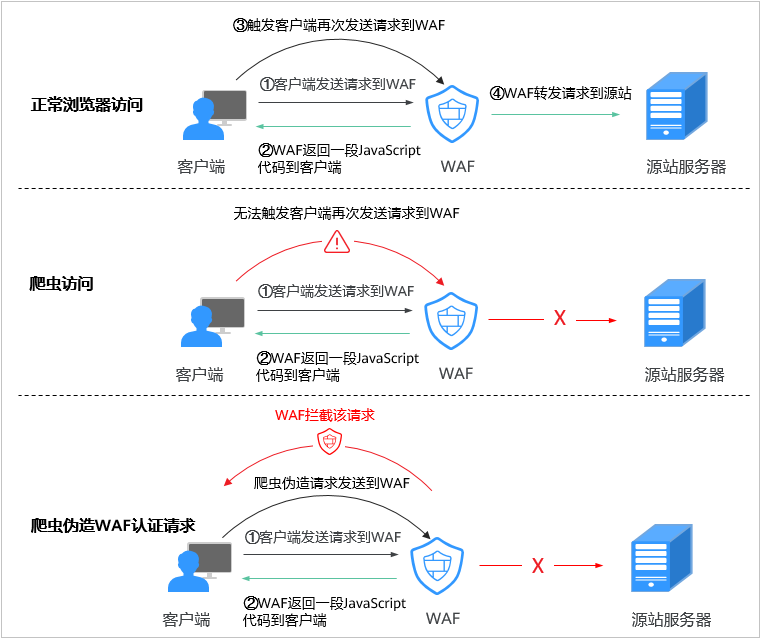 ③触发客户端再次发送请求到WAF
正常浏览器访问
①客户端发送请求到WAF
④WAF转发请求到源站
②WAF返回一段JavaScript
代码到客户端
客户端
WAF
源站服务器
无法触发客户端再次发送请求到WAF
爬虫访问
①客户端发送请求到WAF
X
②WAF返回一段JavaScript
代码到客户端
客户端
WAF
源站服务器
WAF拦截该请求
爬虫伪造请求发送到WAF
爬虫伪造WAF认证请求
①客户端发送请求到WAF
X
②WAF返回一段JavaScript
代码到客户端
客户端
WAF
源站服务器